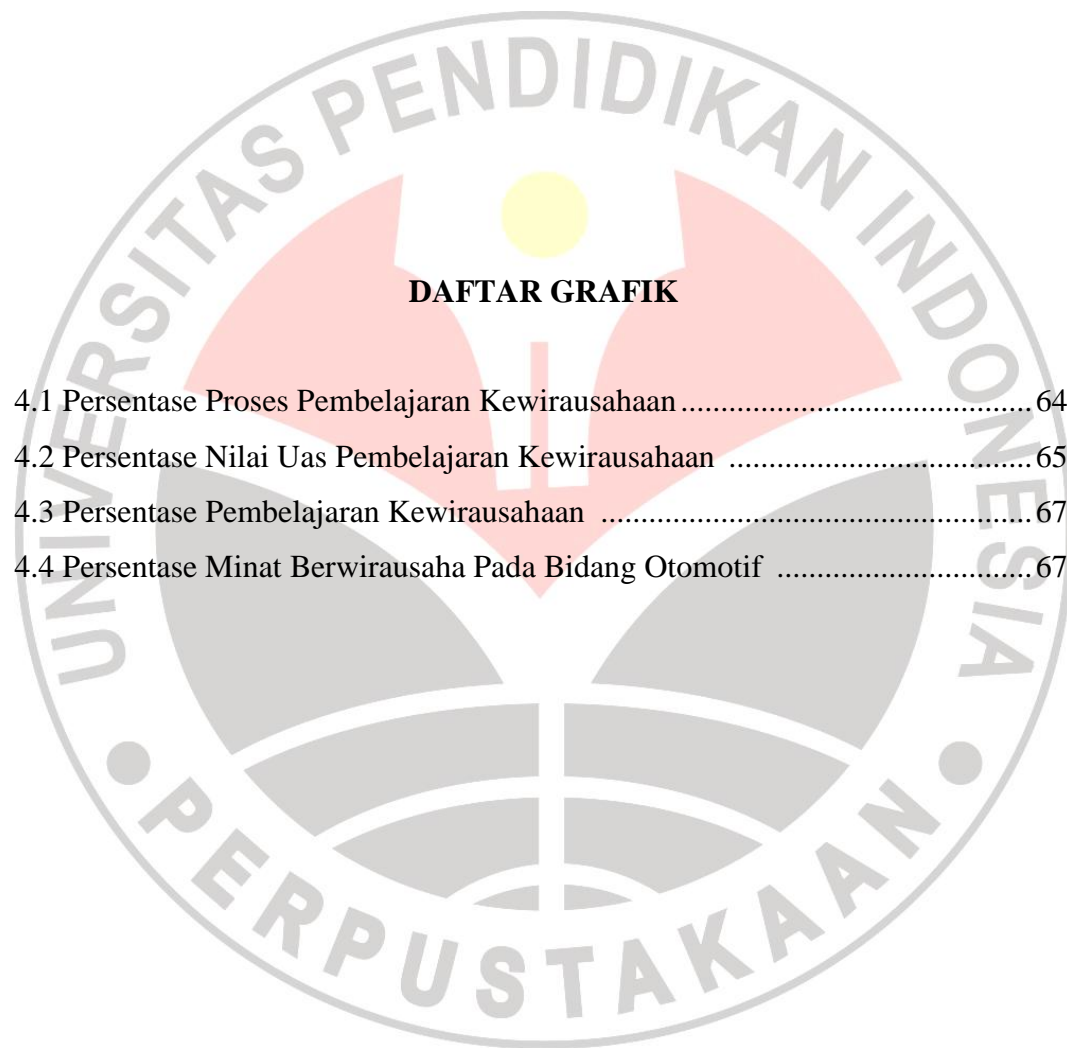 UNIVERSITAS PENDIDIKAN INDONESIA
DAFTAR GRAFIK
4.1 Persentase Proses Pembelajaran Kewirausahaan ........................................... 64
4.2 Persentase Nilai Uas Pembelajaran Kewirausahaan ..................................... 65
4.3 Persentase Pembelajaran Kewirausahaan ..................................................... 67
4.4 Persentase Minat Berwirausaha Pada Bidang Otomotif ............................... 67
PERPUSTAKAAN